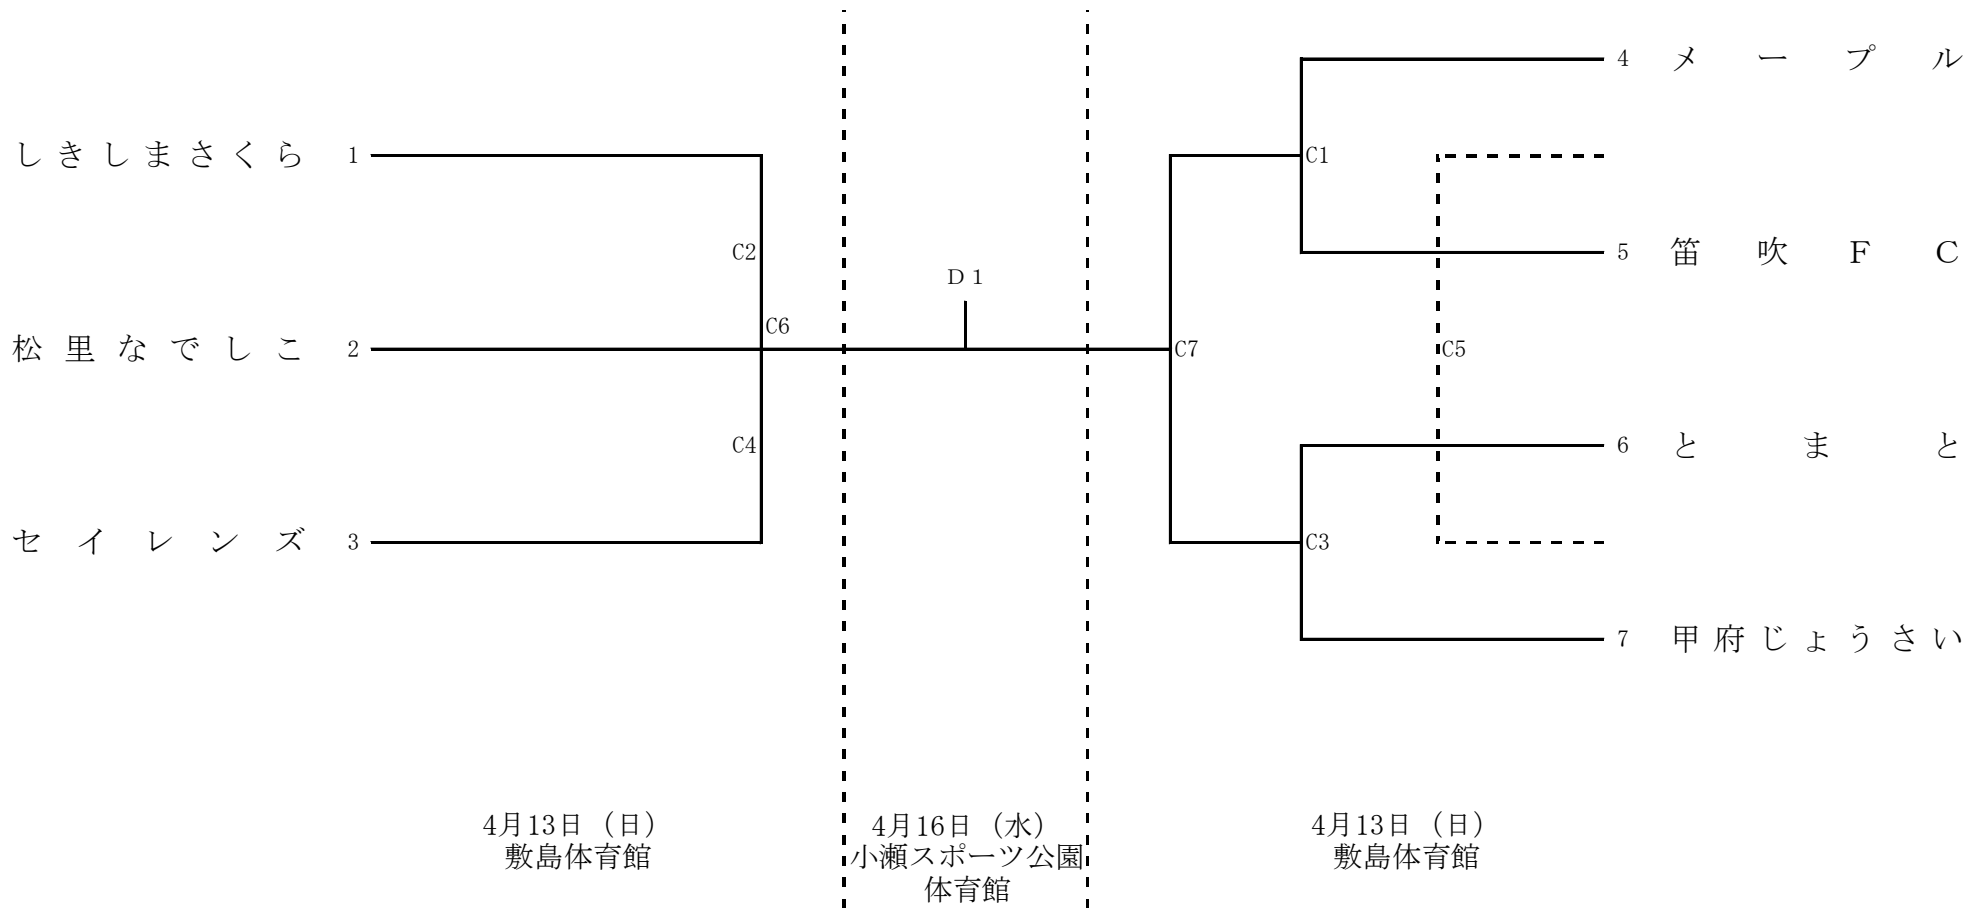 4 メープル
しきしまさくら 1
C1
C2
5 笛吹ＦＣ
Ｄ１
C6
松里なでしこ 2
C7
C5
C4
6 とまと
セイレンズ 3
C3
7 甲府じょうさい
4月13日（日）
敷島体育館
4月16日（水）
小瀬スポーツ公園
体育館
4月13日（日）
敷島体育館